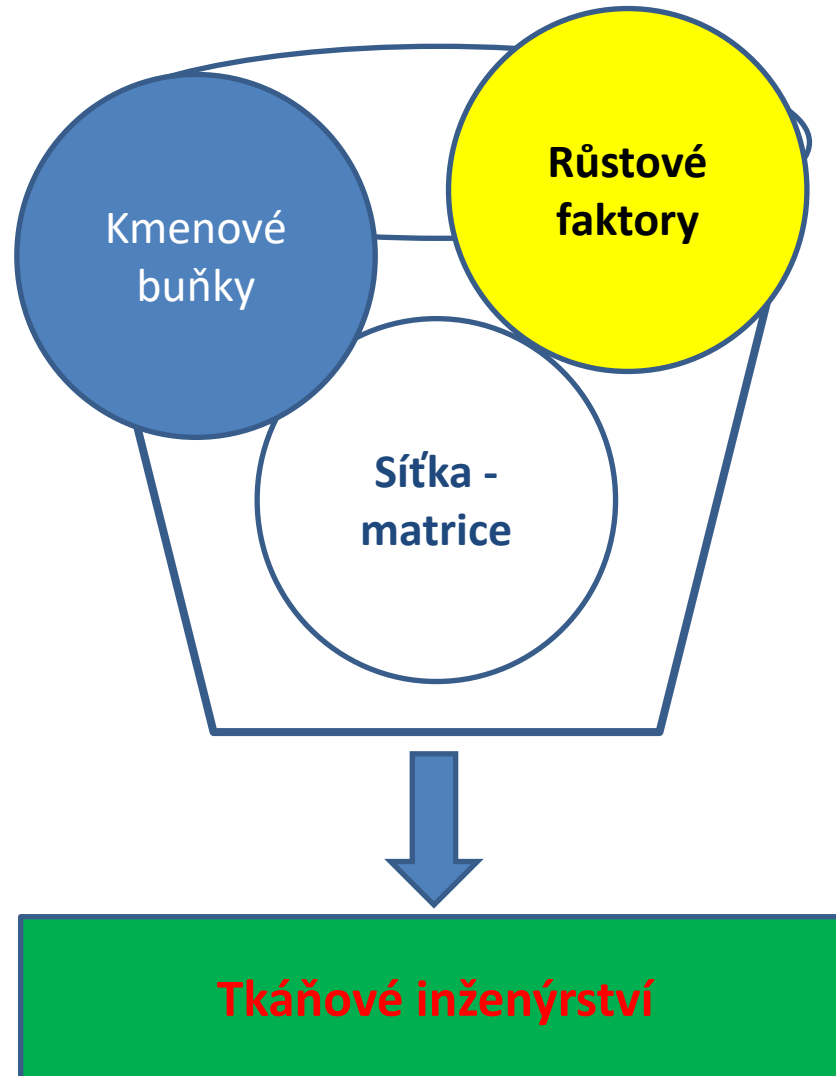 Kmenové
buňky
Růstové
faktory
Síťka -
matrice
Tkáňové inženýrství